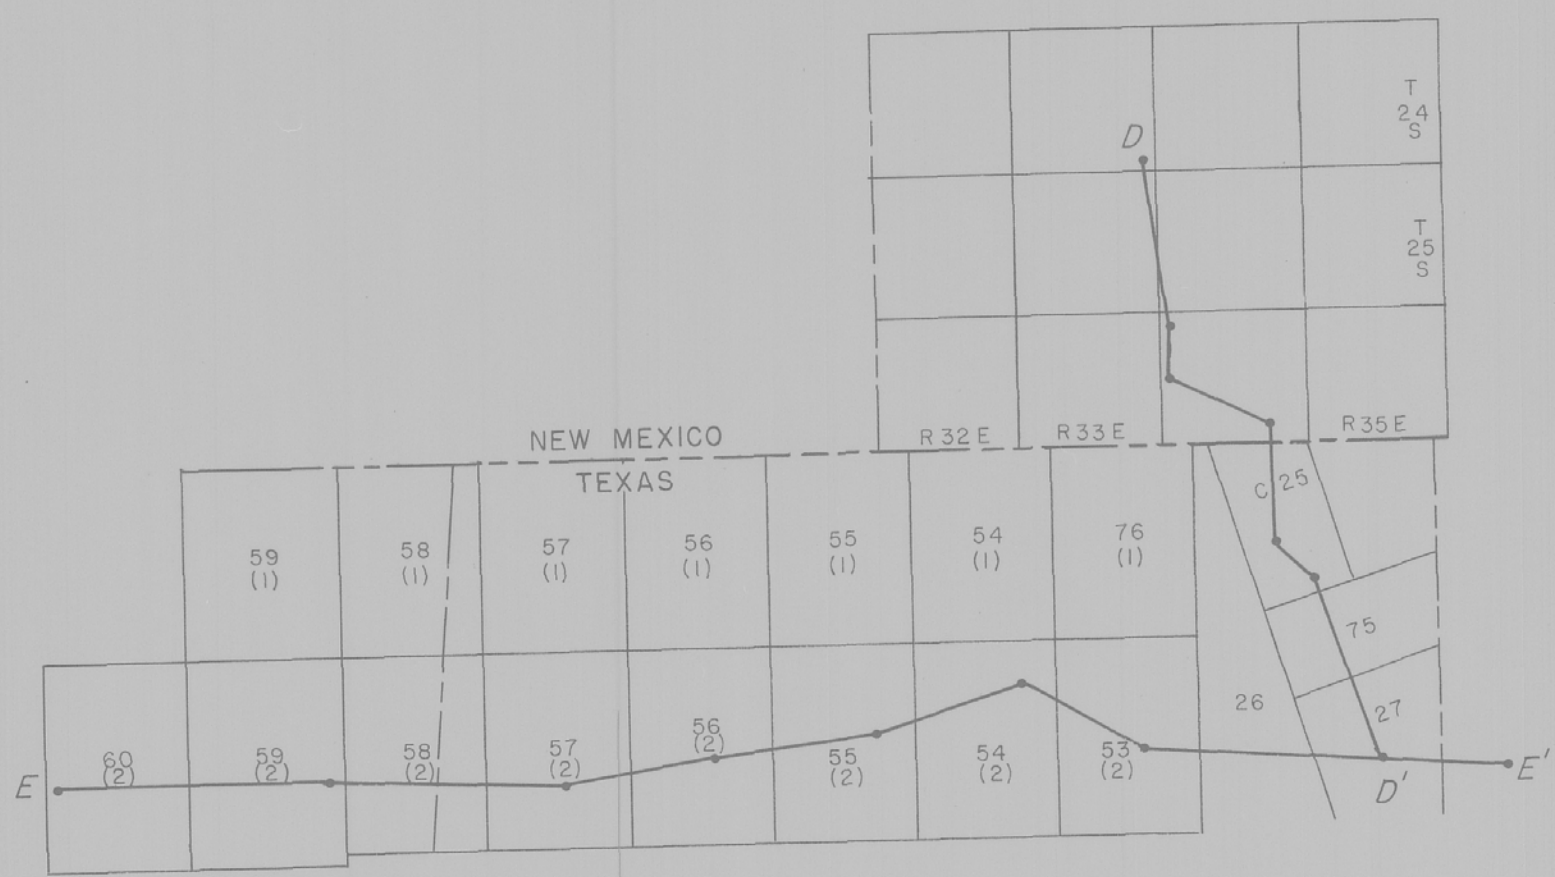 T
24
S
D
T
25
S
R 32 E
R 33 E
R 35 E
NEW MEXICO
TEXAS
59
(1)
58
(1)
57
(1)
56
(1)
55
(1)
54
(1)
76
(1)
C 25
75
26
27
E
60
(2)
59
(2)
58
(2)
57
(2)
56
(2)
55
(2)
54
(2)
53
(2)
D'
E'